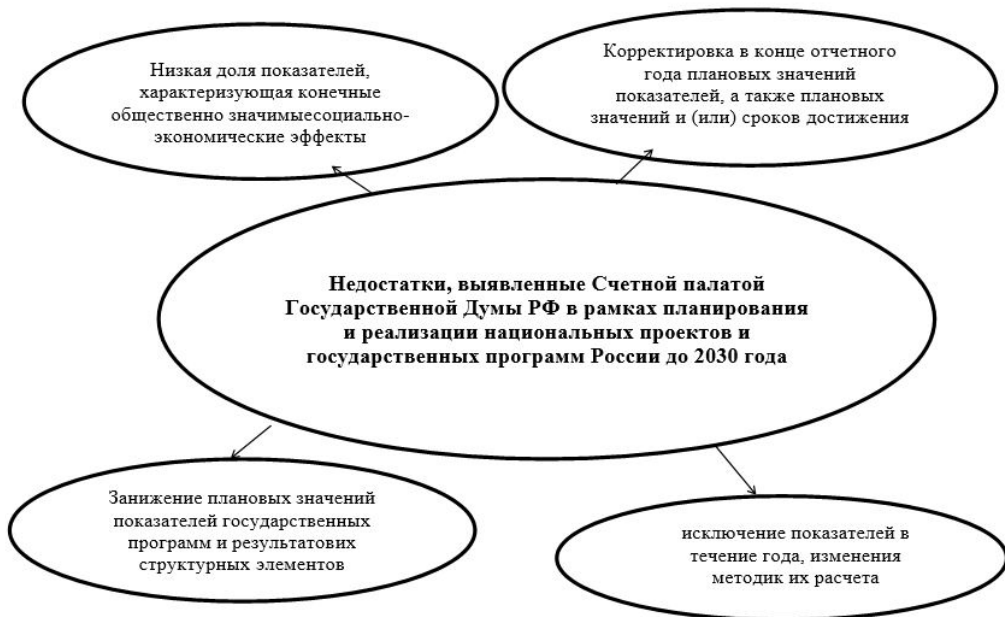 Низкая доля показателей,
характеризующая конечные
общественно значимыесоциально-
экономические эффекты
Корректировка в конце отчетного
года плановых значений
показателей, а также плановых
значений и (или) сроков достижения
Недостатки, выявленные Счетной палатой
Государственной Думы РФ в рамках планирования
и реализации национальных проектов и
государственных программ России до 2030 года
Занижение плановых значений
показателей государственных
программ и результатових
структурных элементов
исключение показателей в
течение года, изменения
методик их расчета